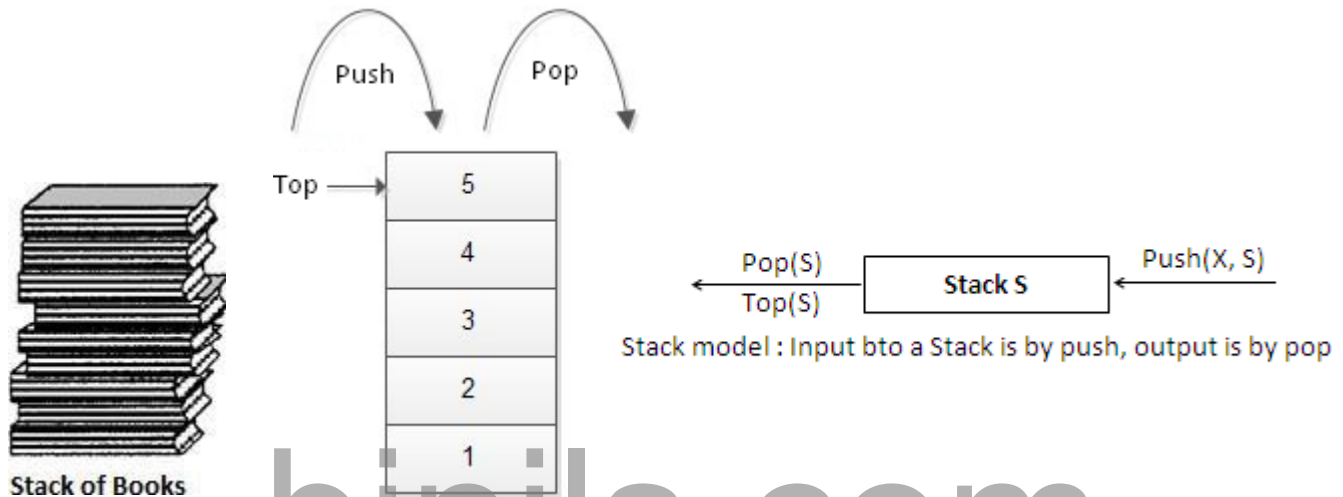 Push
Pop
Top
5
4
3
2
1
Stack of Books
Pop(S)
Top(S)
Stack S
Push(X, S)
Stack model : Input bto a Stack is by push, output is by pop